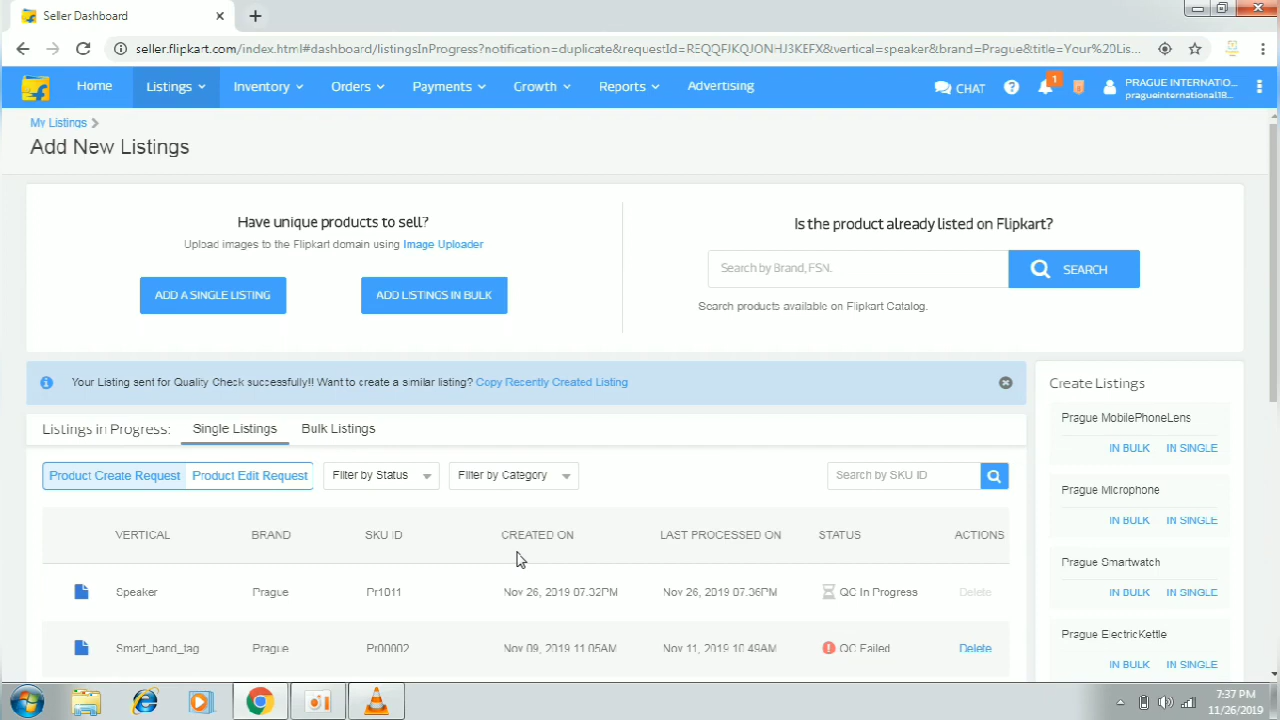 Seller Dashboard
seller.flipkart.com/index.html#dashboard/listingsInProgress?notification=duplicate&requestId=REQQFJKQJONHJ3KEFX&vertical=speaker&brand=Prague&title=Your%20Lis...
Home Listings Inventory Orders Payments Growth Reports Advertising CHAT 1 PRAGUE INTERNATIO...
pragueinternational18...
My Listings
Add New Listings
Have unique products to sell?
Upload images to the Flipkart domain using Image Uploader
ADD A SINGLE LISTING ADD LISTINGS IN BULK
Is the product already listed on Flipkart?
Search by Brand, FSN. SEARCH
Search products available on Flipkart Catalog.
Your Listing sent for Quality Check successfully!! Want to create a similar listing? Copy Recently Created Listing
Listings in Progress: Single Listings Bulk Listings
Product Create Request Product Edit Request Filter by Status Filter by Category Search by SKU ID
VERTICAL BRAND SKU ID CREATED ON LAST PROCESSED ON STATUS ACTIONS
Speaker Prague Pr1011 Nov 26, 2019 07.32PM Nov 26, 2019 07.36PM QC In Progress Delete
Smart_band_tag Prague Pr00002 Nov 09, 2019 11.05AM Nov 11, 2019 10.49AM QC Failed Delete
Create Listings
Prague MobilePhoneLens
IN BULK IN SINGLE
Prague Microphone
IN BULK IN SINGLE
Prague Smartwatch
IN BULK IN SINGLE
Prague ElectricKettle
IN BULK IN SINGLE
7:37 PM
11/26/2019